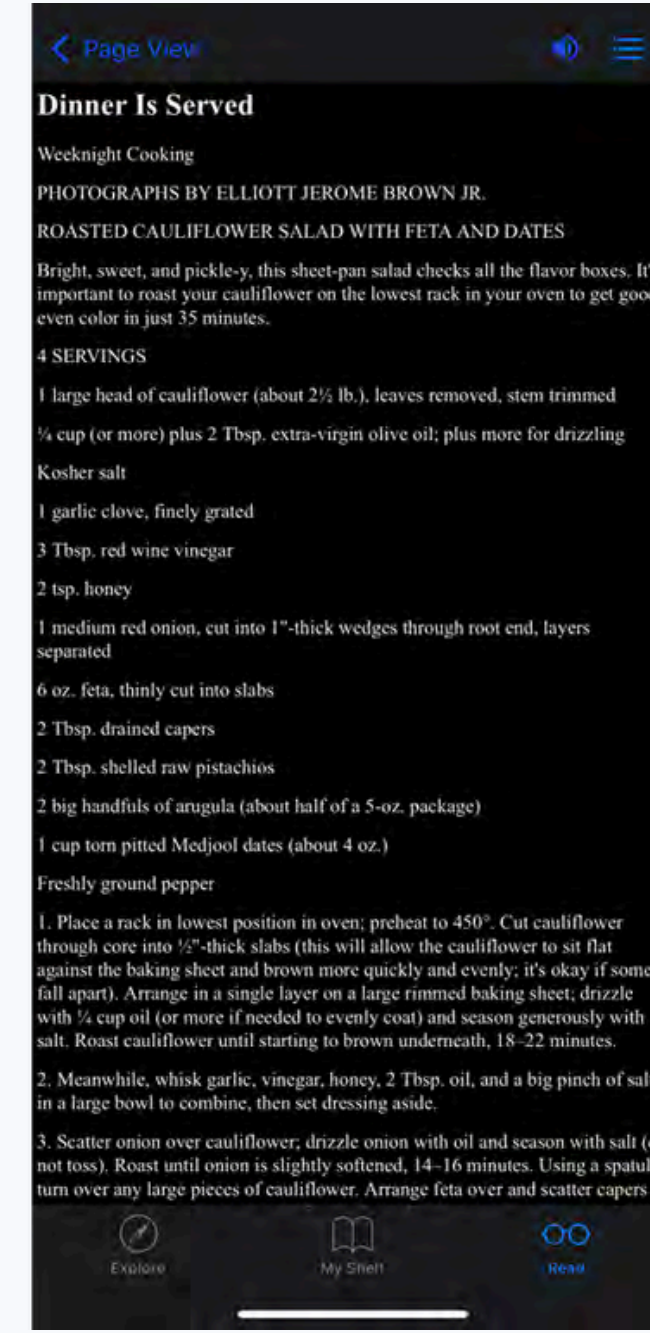 Page View
Dinner Is Served
Weeknight Cooking
PHOTOGRAPHS BY ELLIOTT JEROME BROWN JR.
ROASTED CAULIFLOWER SALAD WITH FETA AND DATES
Bright, sweet, and pickle-y, this sheet-pan salad checks all the flavor boxes. It'
important to roast your cauliflower on the lowest rack in your oven to get goo
even color in just 35 minutes.
4 SERVINGS
1 large head of cauliflower (about 2½ lb.), leaves removed, stem trimmed
¼ cup (or more) plus 2 Tbsp. extra-virgin olive oil; plus more for drizzling
Kosher salt
1 garlic clove, finely grated
3 Tbsp. red wine vinegar
2 tsp. honey
1 medium red onion, cut into 1"-thick wedges through root end, layers
separated
6 oz. feta, thinly cut into slabs
2 Tbsp. drained capers
2 Tbsp. shelled raw pistachios
2 big handfuls of arugula (about half of a 5-oz. package)
1 cup torn pitted Medjool dates (about 4 oz.)
Freshly ground pepper
1. Place a rack in lowest position in oven; preheat to 450°. Cut cauliflower
through core into ½"-thick slabs (this will allow the cauliflower to sit flat
against the baking sheet and brown more quickly and evenly; it's okay if some
fall apart). Arrange in a single layer on a large rimmed baking sheet; drizzle
with ¼ cup oil (or more if needed to evenly coat) and season generously with
salt. Roast cauliflower until starting to brown underneath, 18–22 minutes.
2. Meanwhile, whisk garlic, vinegar, honey, 2 Tbsp. oil, and a big pinch of sal
in a large bowl to combine, then set dressing aside.
3. Scatter onion over cauliflower; drizzle onion with oil and season with salt (
not toss). Roast until onion is slightly softened, 14–16 minutes. Using a spatul
turn over any large pieces of cauliflower. Arrange feta over and scatter capers
Explore
My Shelf
Read